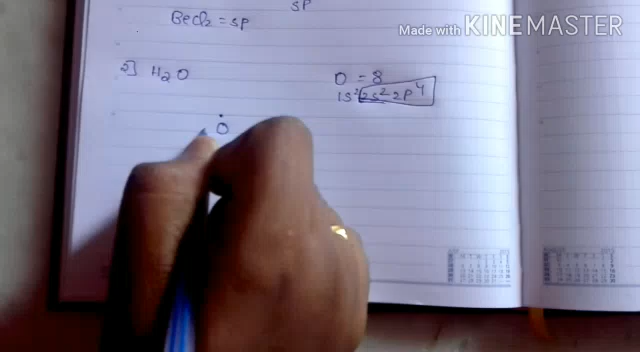 Made with KINEMASTER
sp
BeCl₂ = sp
2] H₂O
O = 8
1s² 2s² 2p⁴
O